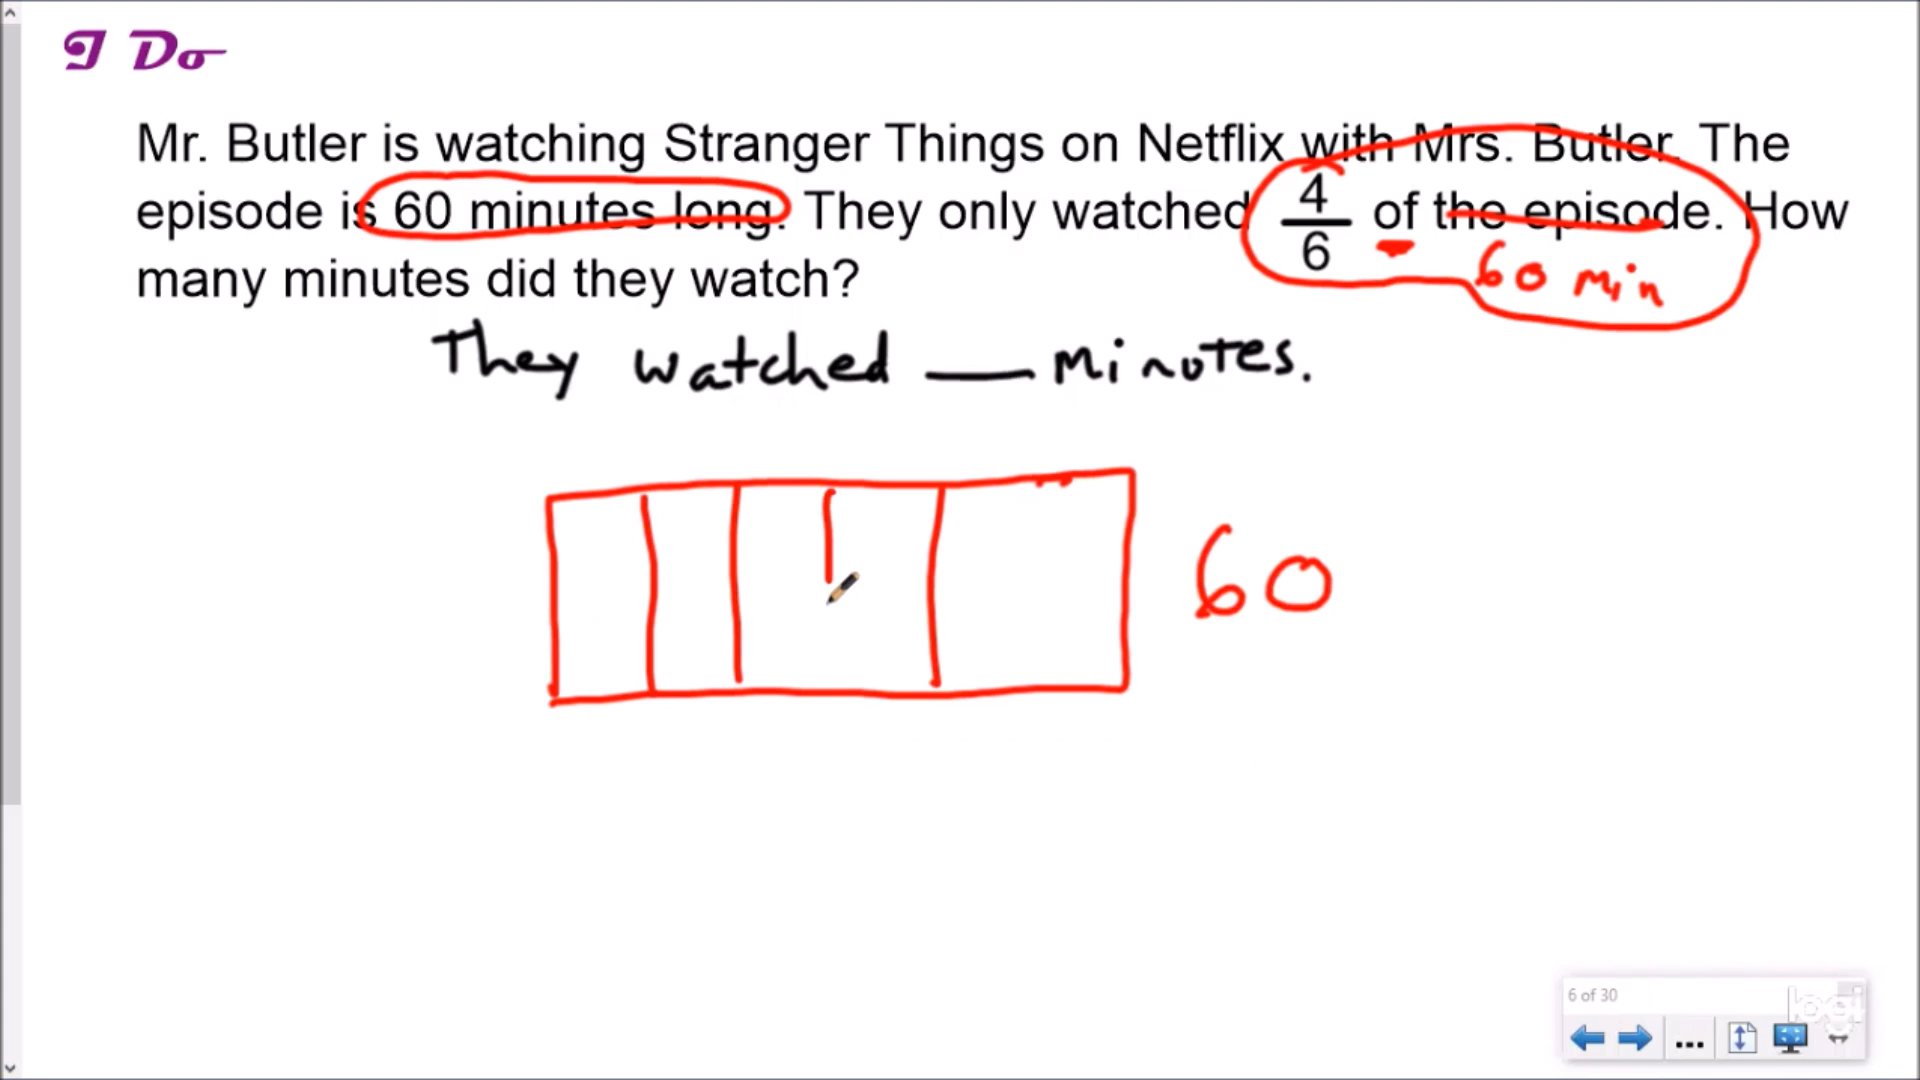 I Do
Mr. Butler is watching Stranger Things on Netflix with Mrs. Butler. The
episode is 60 minutes long. They only watched 4/6 of the episode. How
60 min
many minutes did they watch?
They watched ___ minutes.
60
6 of 30
logi